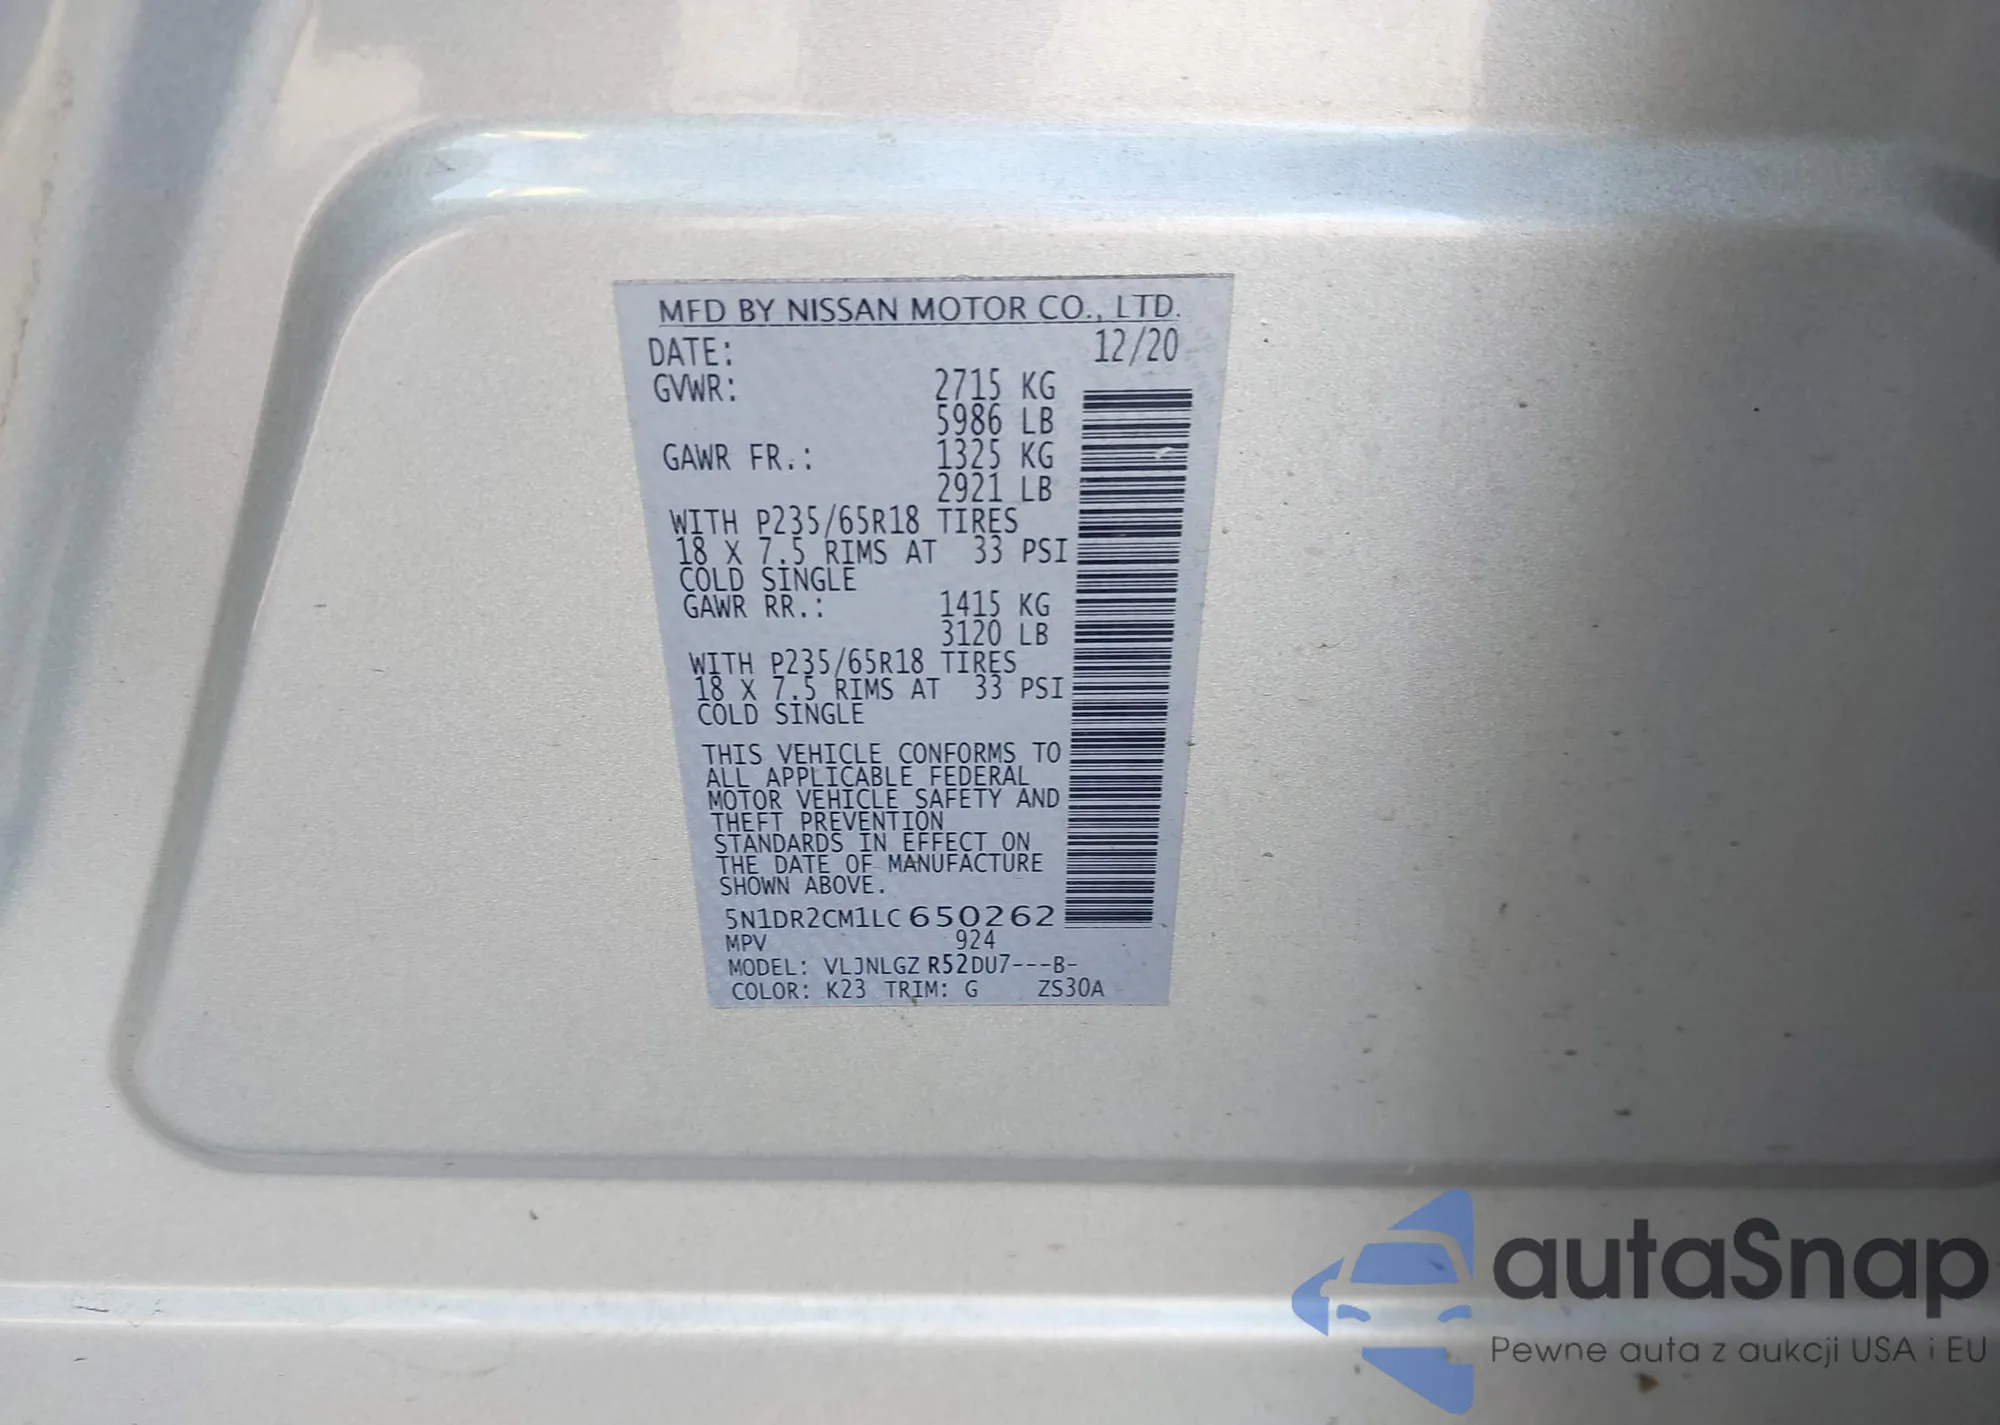 MFD BY NISSAN MOTOR CO., LTD.
DATE: 12/20
GVWR: 2715 KG
5986 LB
GAWR FR.: 1325 KG
2921 LB
WITH P235/65R18 TIRES
18 X 7.5 RIMS AT 33 PSI
COLD SINGLE
GAWR RR.: 1415 KG
3120 LB
WITH P235/65R18 TIRES
18 X 7.5 RIMS AT 33 PSI
COLD SINGLE
THIS VEHICLE CONFORMS TO
ALL APPLICABLE FEDERAL
MOTOR VEHICLE SAFETY AND
THEFT PREVENTION
STANDARDS IN EFFECT ON
THE DATE OF MANUFACTURE
SHOWN ABOVE.
5N1DR2CM1LC650262
MPV 924
MODEL: VLJNLGZ R52DU7---B-
COLOR: K23 TRIM: G ZS30A
autaSnap
Pewne auta z aukcji USA i EU